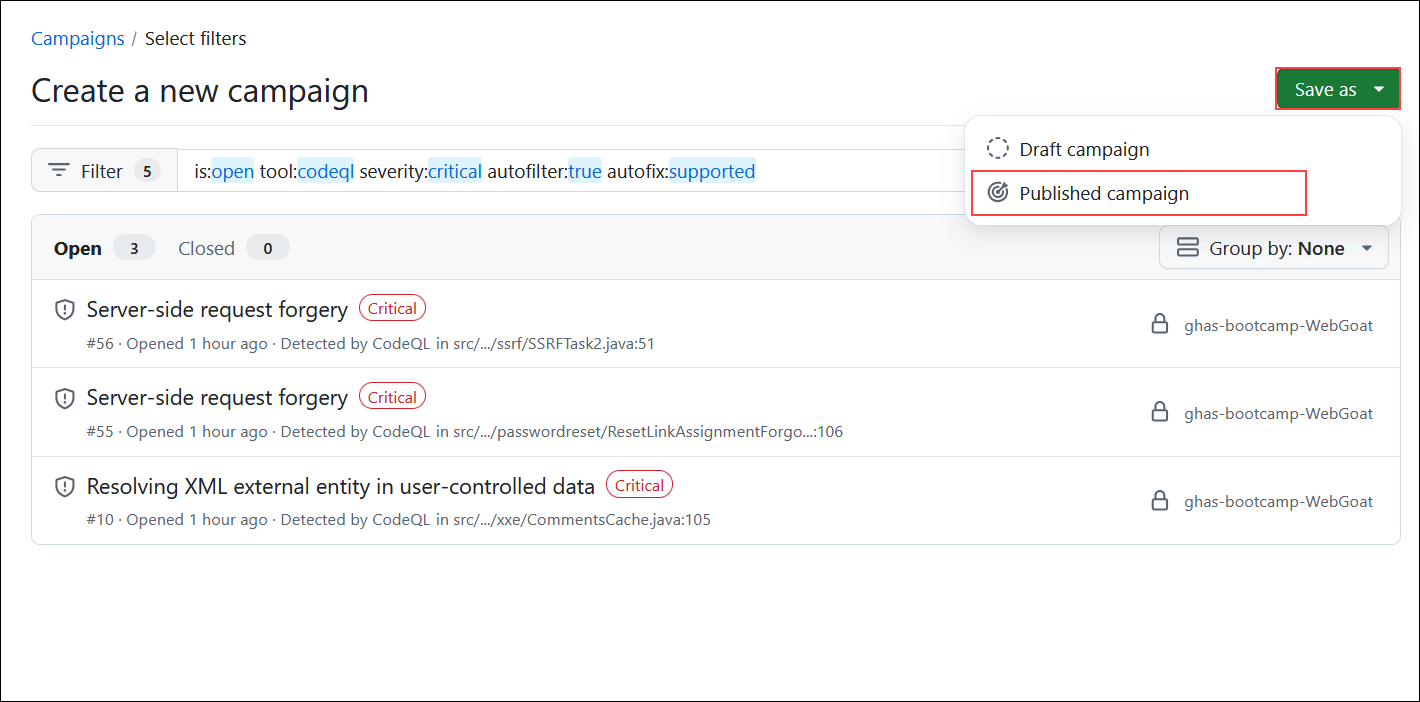 Campaigns / Select filters
Create a new campaign
Save as
Draft campaign
Published campaign
Filter 5
is:open tool:codeql severity:critical autofilter:true autofix:supported
Open 3 Closed 0
Group by: None
Server-side request forgery Critical
#56 · Opened 1 hour ago · Detected by CodeQL in src/.../ssrf/SSRFTask2.java:51
ghas-bootcamp-WebGoat
Server-side request forgery Critical
#55 · Opened 1 hour ago · Detected by CodeQL in src/.../passwordreset/ResetLinkAssignmentForgo...:106
ghas-bootcamp-WebGoat
Resolving XML external entity in user-controlled data Critical
#10 · Opened 1 hour ago · Detected by CodeQL in src/.../xxe/CommentsCache.java:105
ghas-bootcamp-WebGoat